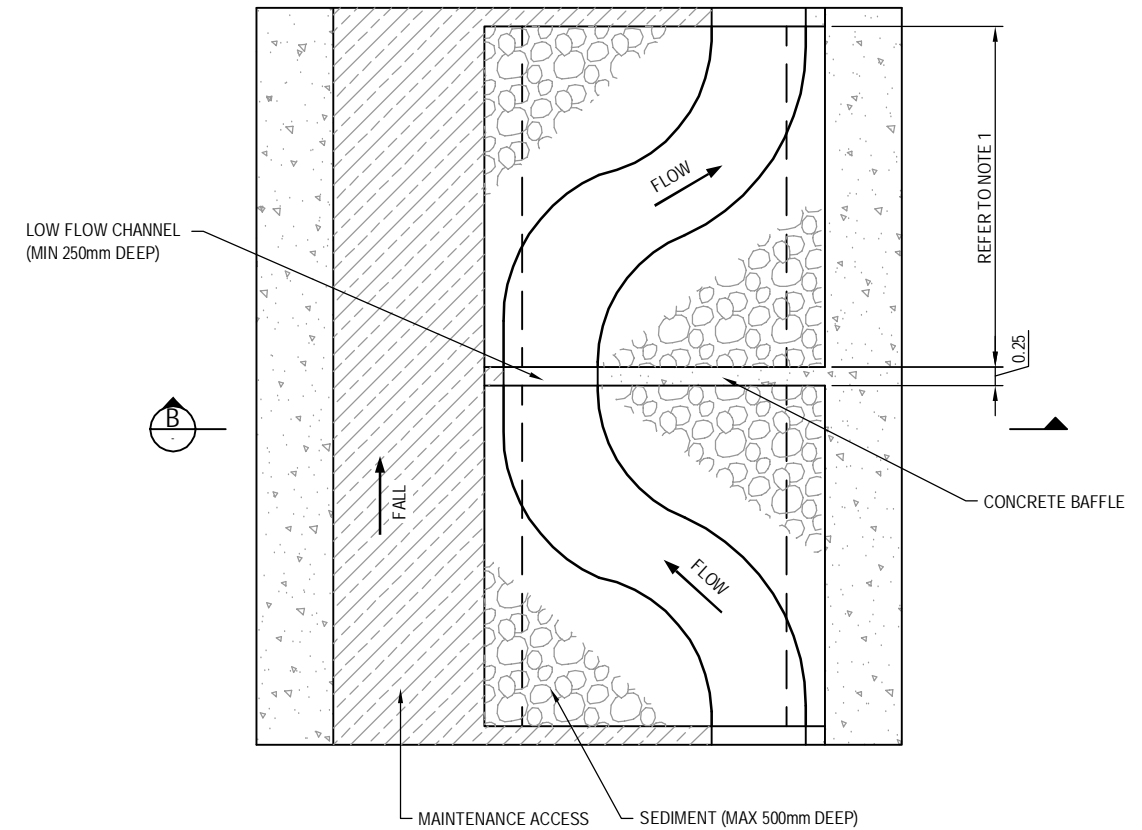 FLOW
REFER TO NOTE 1
LOW FLOW CHANNEL
(MIN 250mm DEEP)
0.25
B
-
FALL
CONCRETE BAFFLE
FLOW
MAINTENANCE ACCESS
SEDIMENT (MAX 500mm DEEP)